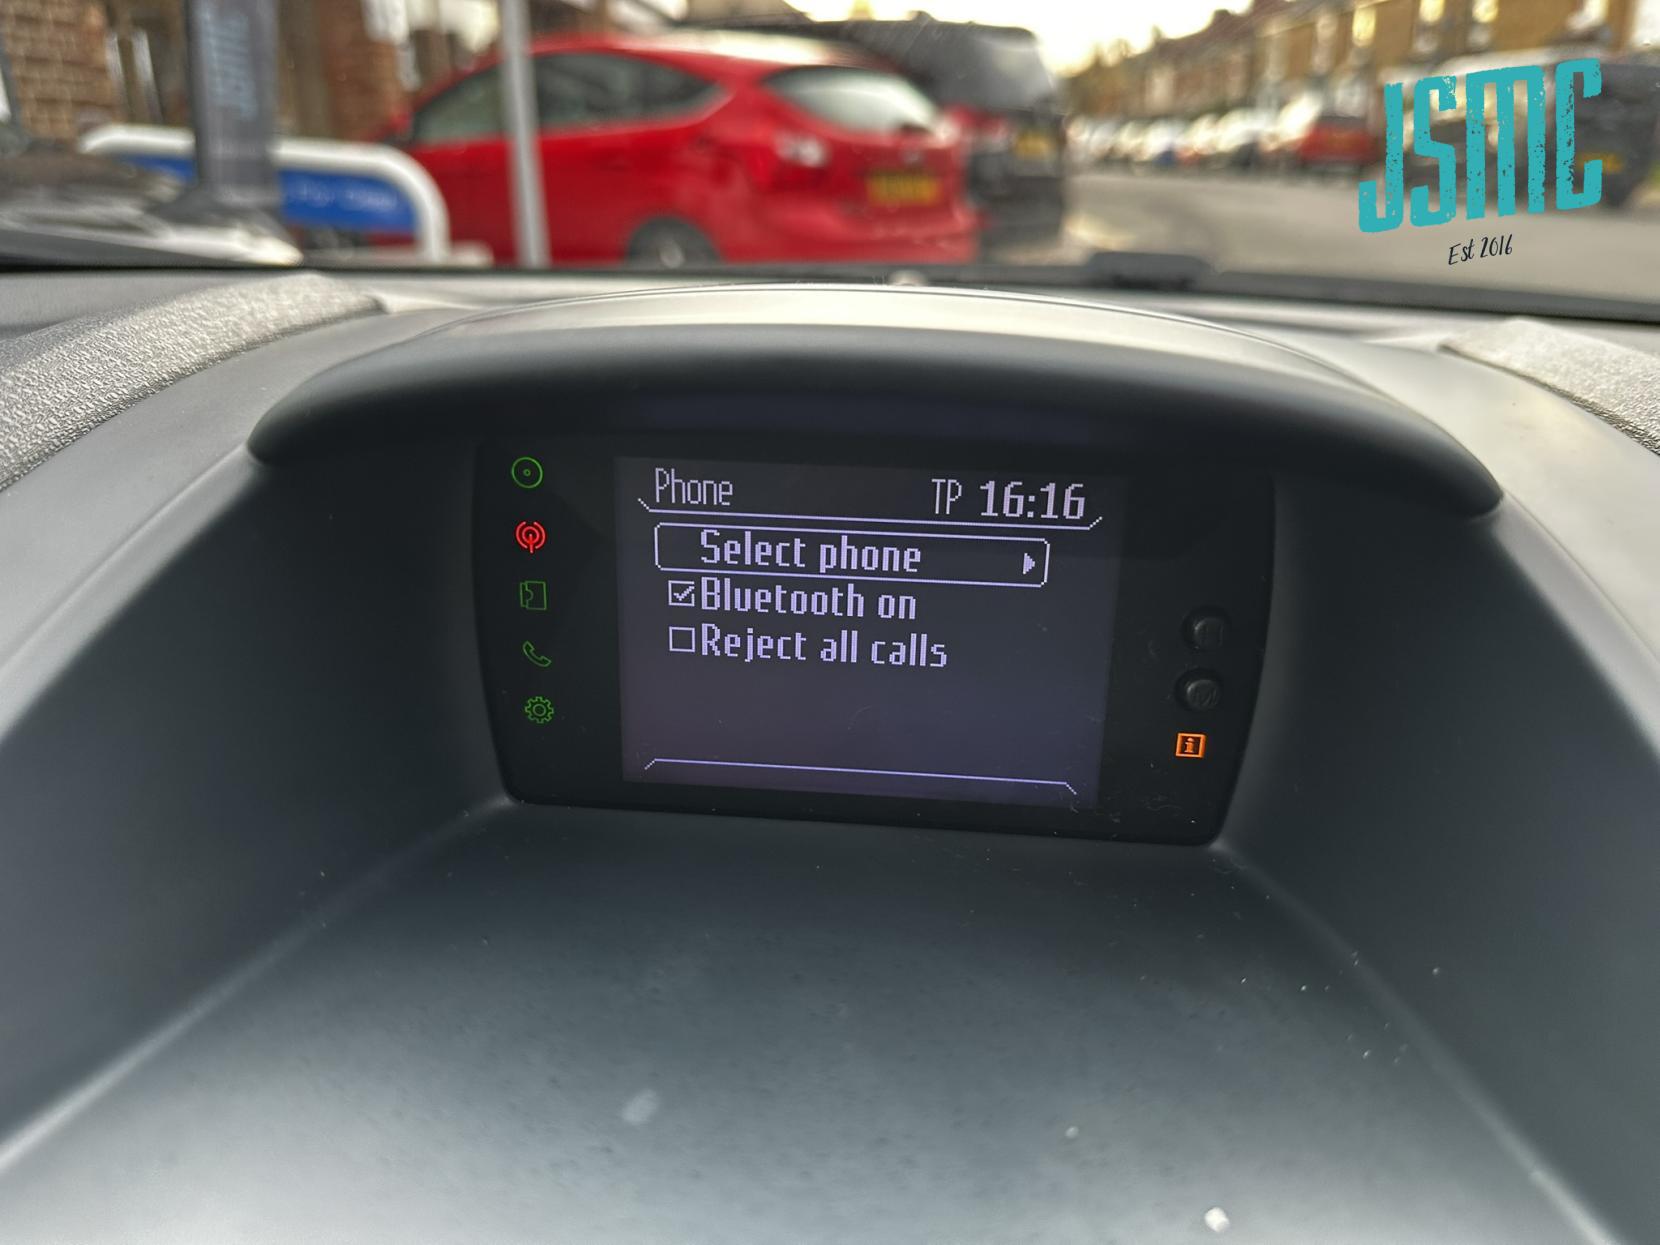 JSMC
Est 2016
Phone TP 16:16
Select phone
Bluetooth on
Reject all calls